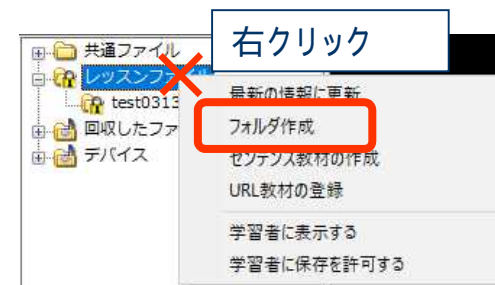 右クリック
共通ファイル
レッスンファイル
test0313
回収したファ
デバイス
最新の情報に更新
フォルダ作成
センテンス教材の作成
URL教材の登録
学習者に表示する
学習者に保存を許可する